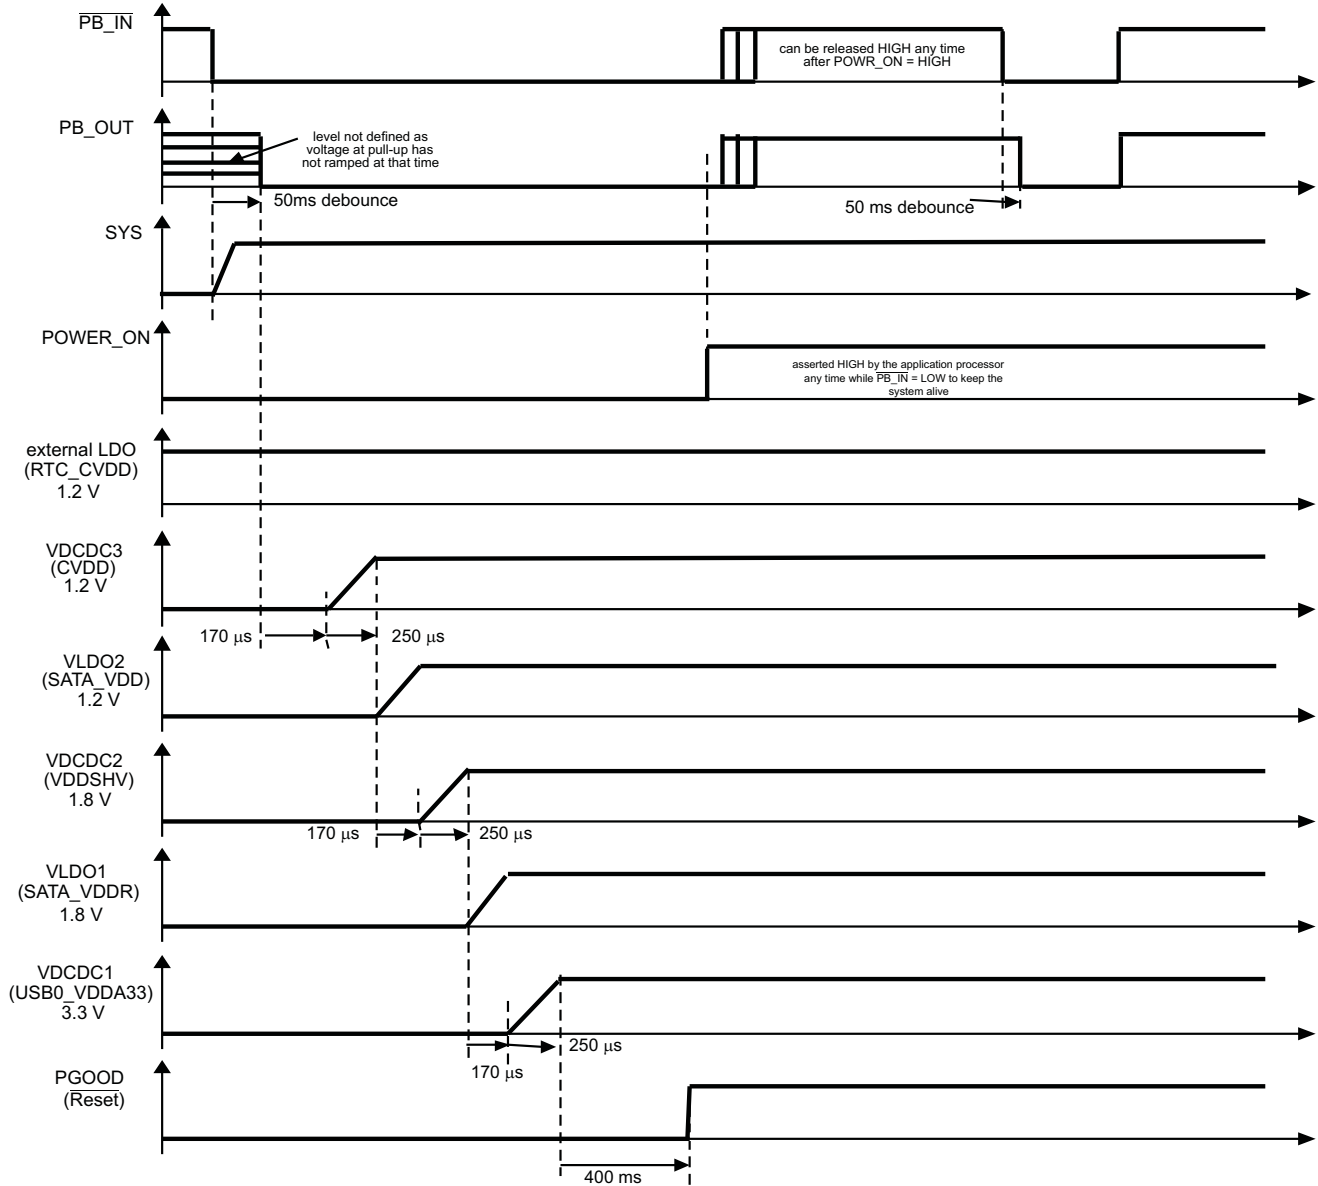 PB_IN
can be released HIGH any time
after POWR_ON = HIGH
PB_OUT
level not defined as
voltage at pull-up has
not ramped at that time
50ms debounce
50 ms debounce
SYS
POWER_ON
asserted HIGH by the application processor
any time while PB_IN = LOW to keep the
system alive
external LDO
(RTC_CVDD)
1.2 V
VDCDC3
(CVDD)
1.2 V
170 μs
250 μs
VLDO2
(SATA_VDD)
1.2 V
VDCDC2
(VDDSHV)
1.8 V
170 μs
250 μs
VLDO1
(SATA_VDDR)
1.8 V
VDCDC1
(USB0_VDDA33)
3.3 V
250 μs
170 μs
PGOOD
(Reset)
400 ms